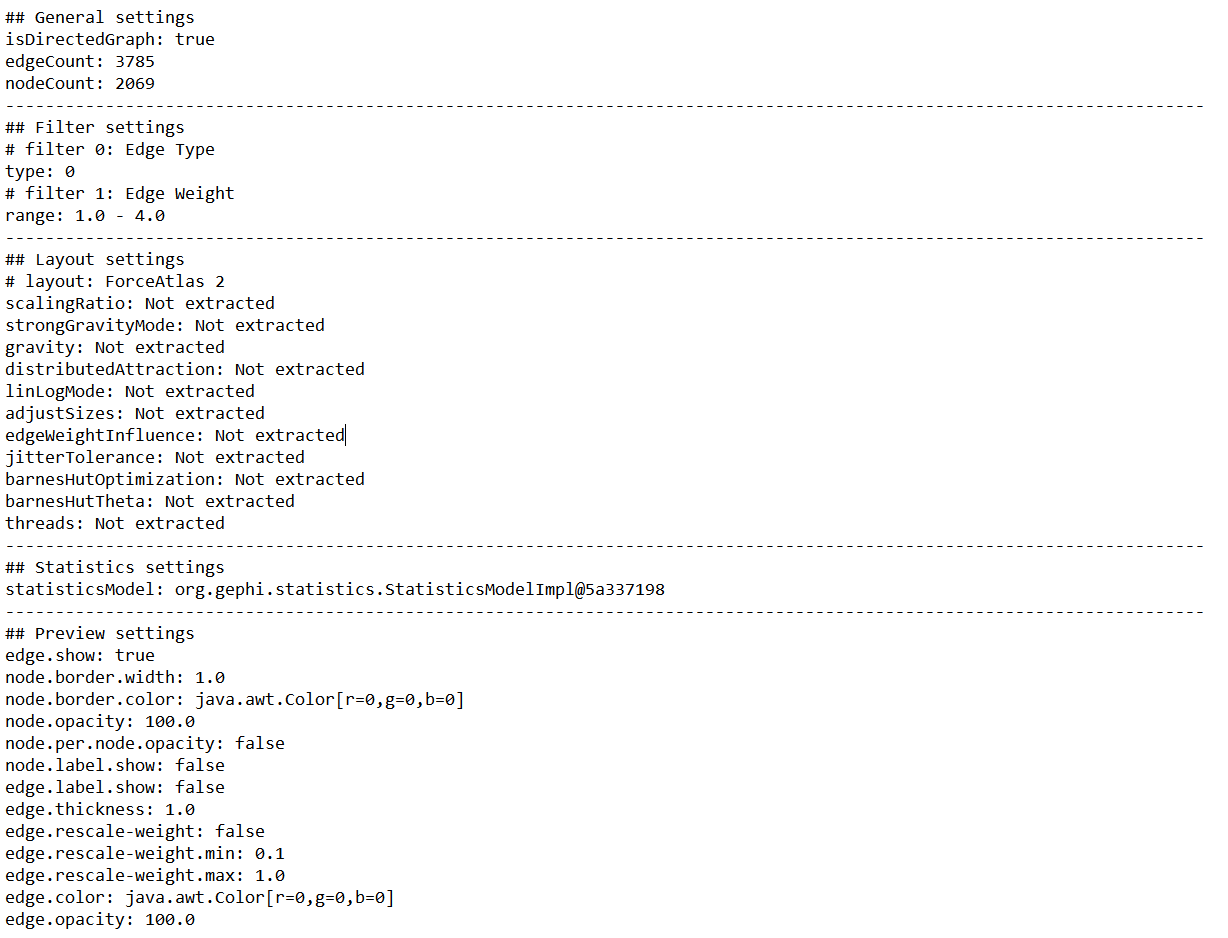 ## General settings
isDirectedGraph: true
edgeCount: 3785
nodeCount: 2069
------------------------------------------------------------------------------------------------------------------------
## Filter settings
# filter 0: Edge Type
type: 0
# filter 1: Edge Weight
range: 1.0 - 4.0
------------------------------------------------------------------------------------------------------------------------
## Layout settings
# layout: ForceAtlas 2
scalingRatio: Not extracted
strongGravityMode: Not extracted
gravity: Not extracted
distributedAttraction: Not extracted
linLogMode: Not extracted
adjustSizes: Not extracted
edgeWeightInfluence: Not extracted
jitterTolerance: Not extracted
barnesHutOptimization: Not extracted
barnesHutTheta: Not extracted
threads: Not extracted
------------------------------------------------------------------------------------------------------------------------
## Statistics settings
statisticsModel: org.gephi.statistics.StatisticsModelImpl@5a337198
------------------------------------------------------------------------------------------------------------------------
## Preview settings
edge.show: true
node.border.width: 1.0
node.border.color: java.awt.Color[r=0,g=0,b=0]
node.opacity: 100.0
node.per.node.opacity: false
node.label.show: false
edge.label.show: false
edge.thickness: 1.0
edge.rescale-weight: false
edge.rescale-weight.min: 0.1
edge.rescale-weight.max: 1.0
edge.color: java.awt.Color[r=0,g=0,b=0]
edge.opacity: 100.0